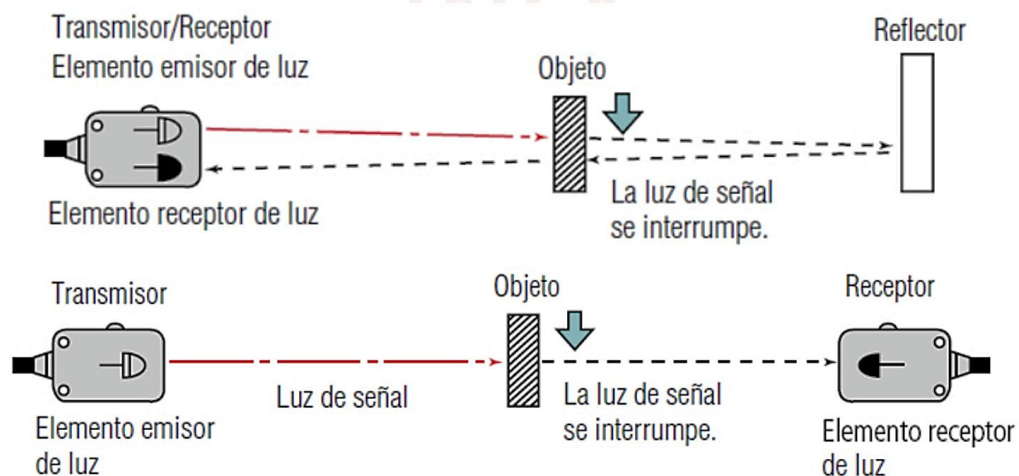 Transmisor/Receptor
Elemento emisor de luz
Objeto
Reflector
Elemento receptor de luz
La luz de señal
se interrumpe.
Transmisor
Objeto
Receptor
Luz de señal
La luz de señal
se interrumpe.
Elemento emisor
de luz
Elemento receptor
de luz